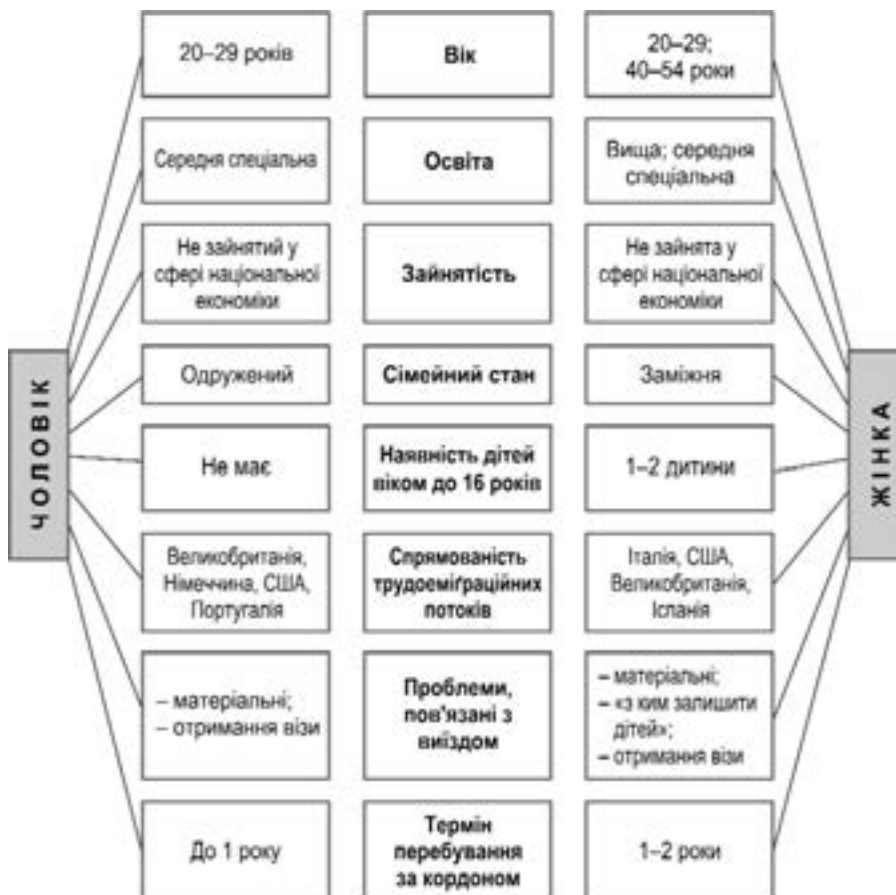 20–29 років
Вік
20–29;
40–54 роки
Середня спеціальна
Освіта
Вища; середня
спеціальна
Не зайнятий у
сфері національної
економіки
Зайнятість
Не зайнята у
сфері національної
економіки
ЧОЛОВІК
Одружений
Сімейний стан
Заміжня
ЖІНКА
Не має
Наявність дітей
віком до 16 років
1–2 дитини
Великобританія,
Німеччина, США,
Португалія
Спрямованість
трудоеміґраційних
потоків
Італія, США,
Великобританія,
Іспанія
– матеріальні;
– отримання візи
Проблеми,
пов'язані з
виїздом
– матеріальні;
– «з ким залишити
дітей»;
– отримання візи
До 1 року
Термін
перебування
за кордоном
1–2 роки